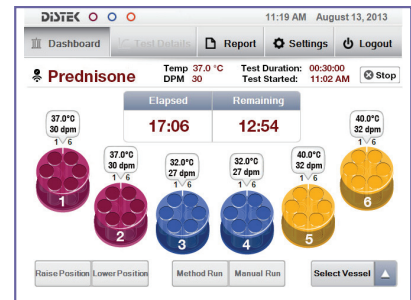 DISTEK
11:19 AM August 13, 2013
Dashboard Test Details Report Settings Logout
Prednisone
Temp 37.0 °C
DPM 30
Test Duration: 00:30:00
Test Started: 11:02 AM
Stop
Elapsed Remaining
17:06 12:54
37.0°C
30 dpm
1 6
1
37.0°C
30 dpm
1 6
2
32.0°C
27 dpm
1 6
3
32.0°C
27 dpm
1 6
4
40.0°C
32 dpm
1 6
5
40.0°C
32 dpm
1 6
6
Raise Position Lower Position Method Run Manual Run Select Vessel